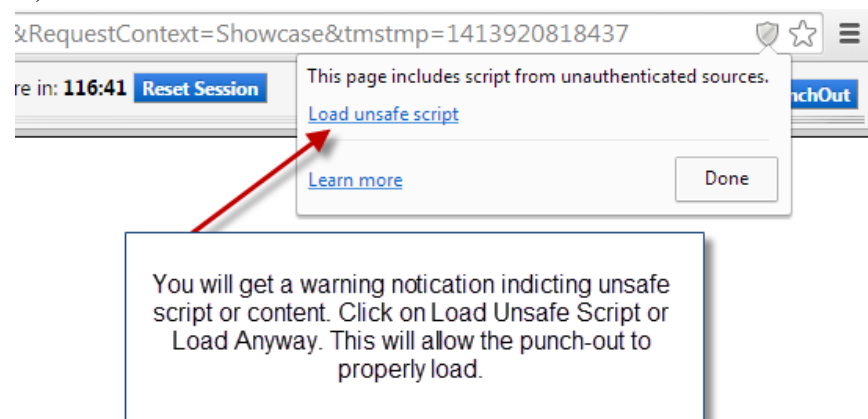 &RequestContext=Showcase&tmstmp=1413920818437
re in: 116:41 Reset Session
nchOut
This page includes script from unauthenticated sources.
Load unsafe script
Learn more
Done
You will get a warning notication indicting unsafe
script or content. Click on Load Unsafe Script or
Load Anyway. This will allow the punch-out to
properly load.